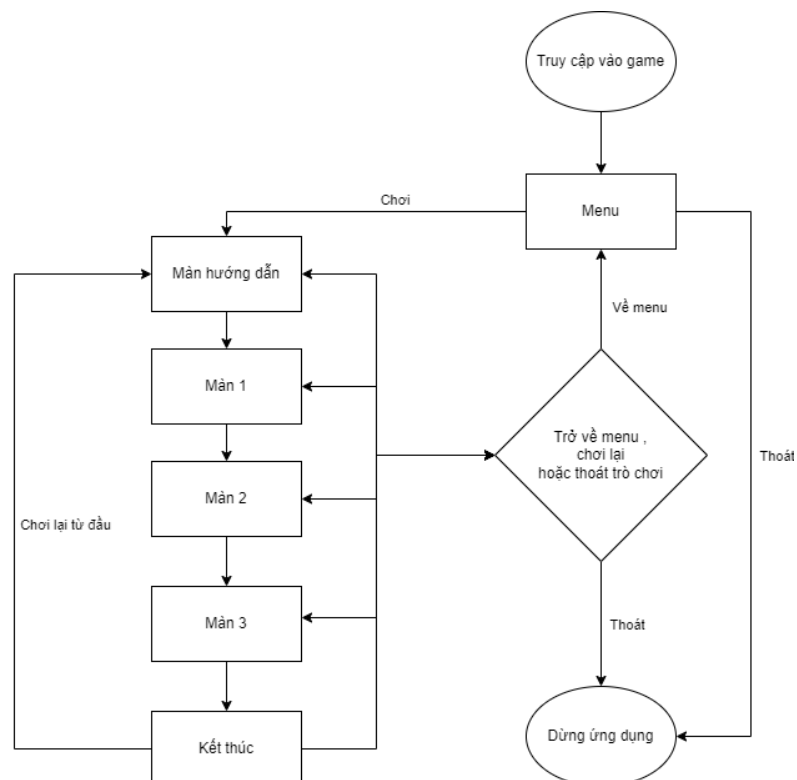 Truy cập vào game
Chơi
Menu
Màn hướng dẫn
Về menu
Màn 1
Trở về menu ,
chơi lại
hoặc thoát trò chơi
Thoát
Màn 2
Chơi lại từ đầu
Màn 3
Thoát
Kết thúc
Dừng ứng dụng